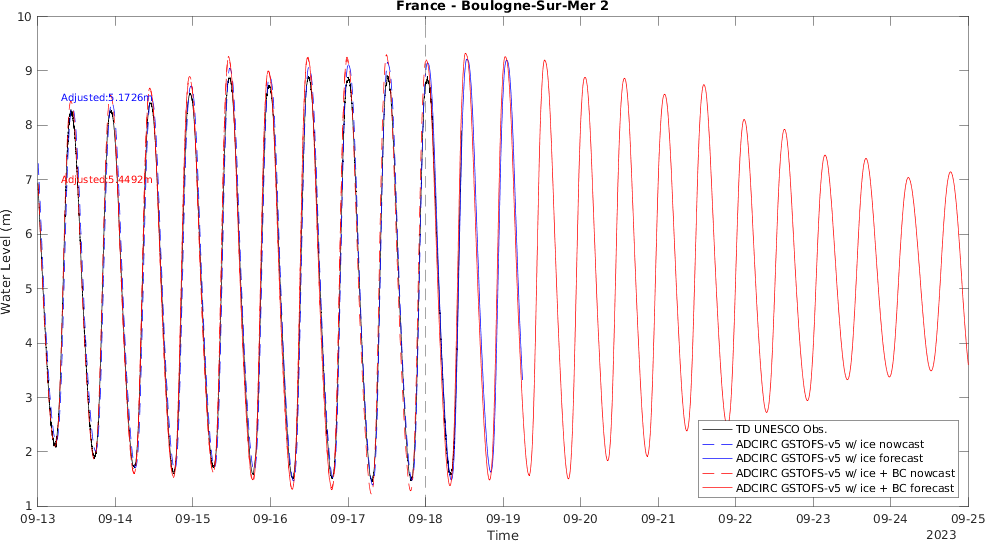 France - Boulogne-Sur-Mer 2
10
9
8
7
6
5
4
3
2
1
Water Level (m)
Adjusted:5.1726m
Adjusted:5.4492m
TD UNESCO Obs.
ADCIRC GSTOFS-v5 w/ ice nowcast
ADCIRC GSTOFS-v5 w/ ice forecast
ADCIRC GSTOFS-v5 w/ ice + BC nowcast
ADCIRC GSTOFS-v5 w/ ice + BC forecast
09-13 09-14 09-15 09-16 09-17 09-18 09-19 09-20 09-21 09-22 09-23 09-24 09-25
Time
2023